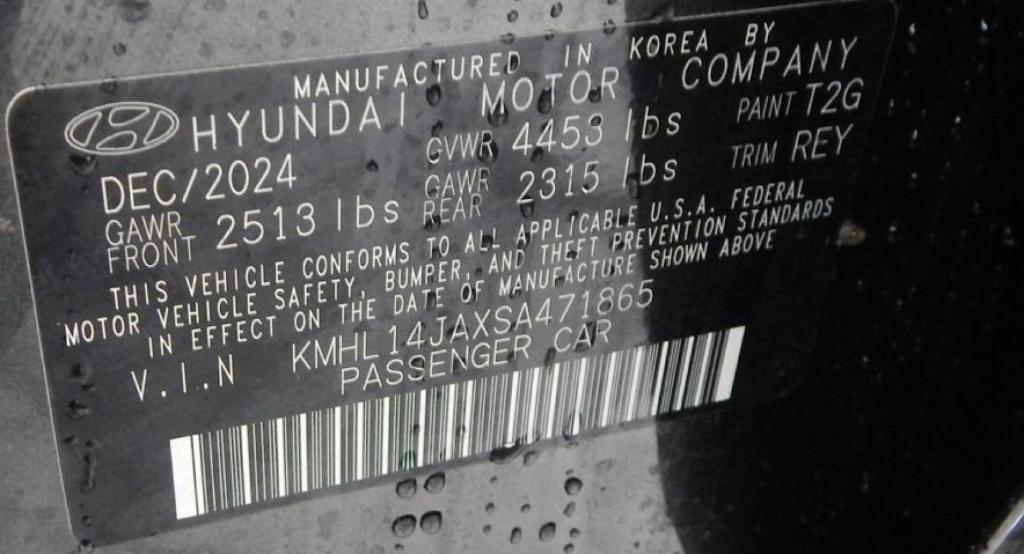 MANUFACTURED IN KOREA BY
HYUNDAI MOTOR COMPANY
DEC/2024 GVWR 4453 lbs PAINT T2G
GAWR FRONT 2513 lbs GAWR REAR 2315 lbs TRIM REY
THIS VEHICLE CONFORMS TO ALL APPLICABLE U.S.A. FEDERAL
MOTOR VEHICLE SAFETY, BUMPER, AND THEFT PREVENTION STANDARDS
IN EFFECT ON THE DATE OF MANUFACTURE SHOWN ABOVE
V.I.N KMHL14JAXSA471865
PASSENGER CAR